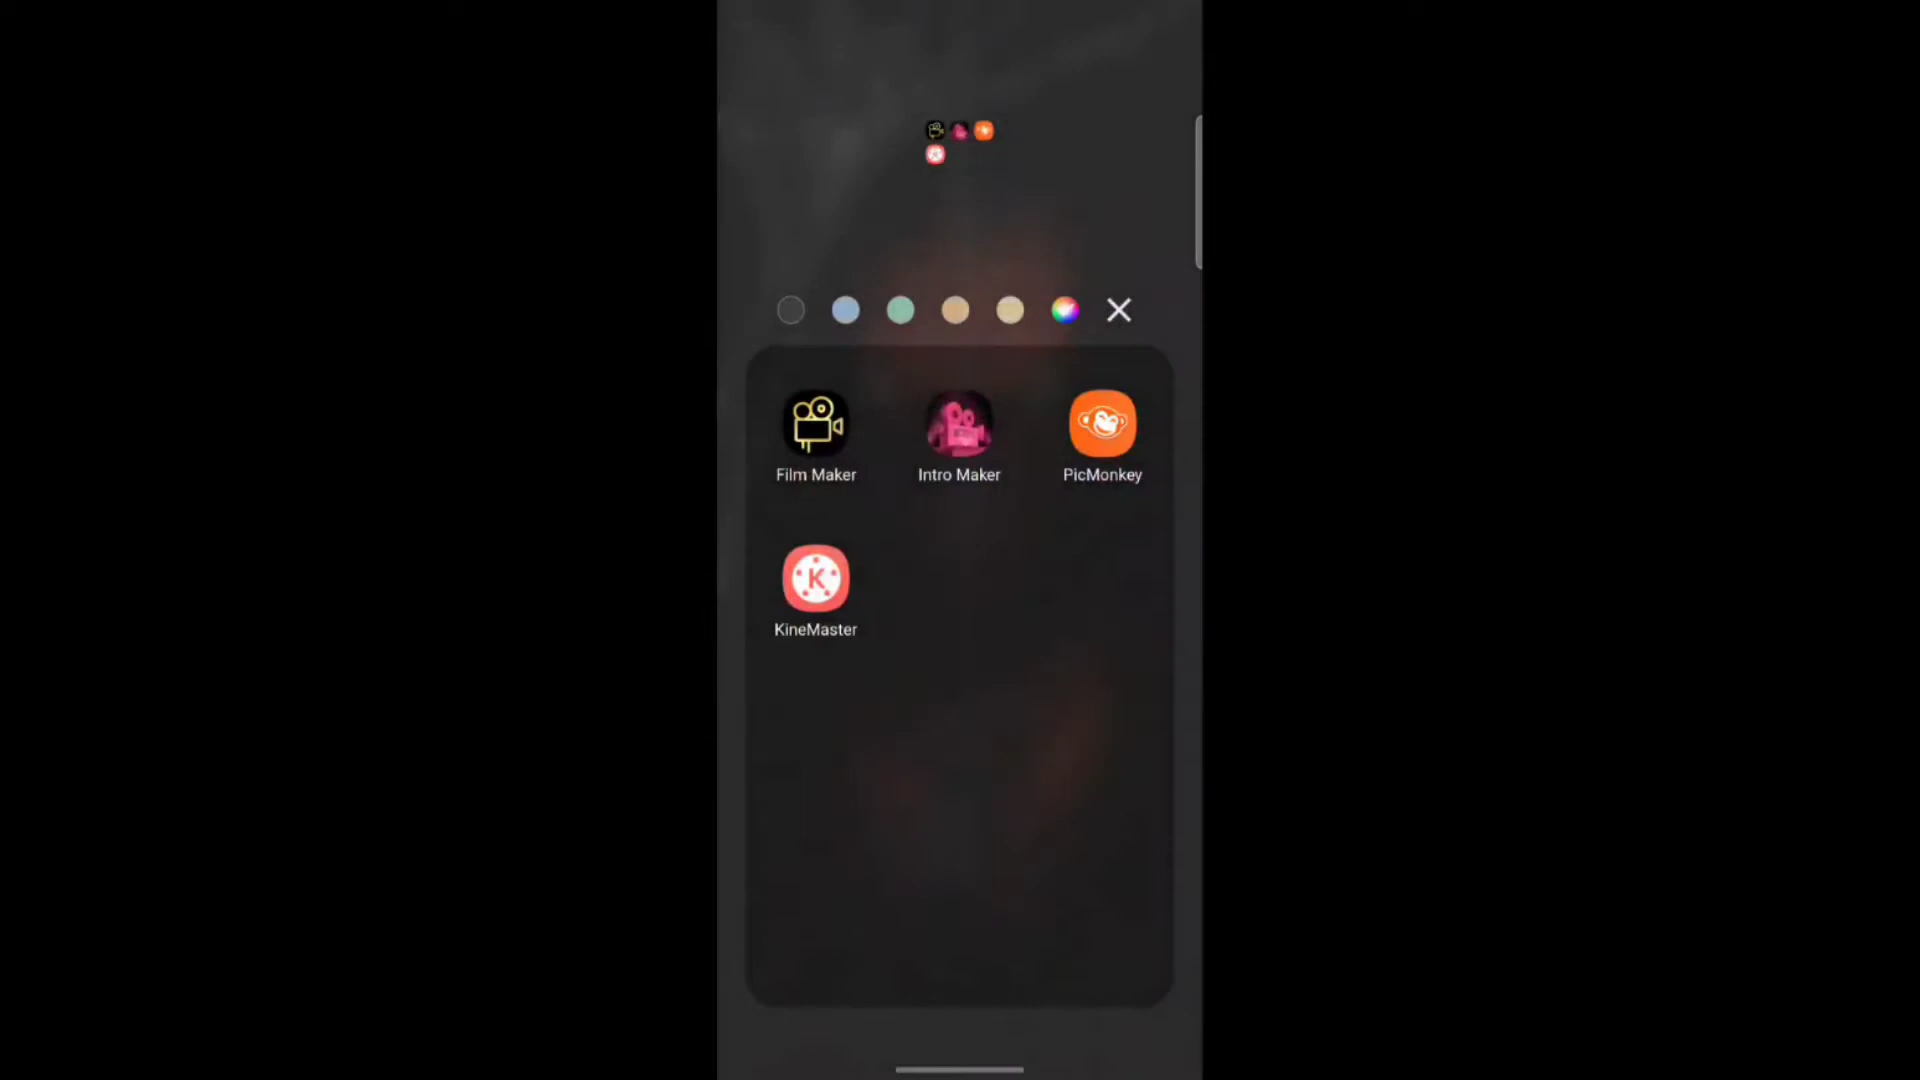 Film Maker
Intro Maker
PicMonkey
K
KineMaster